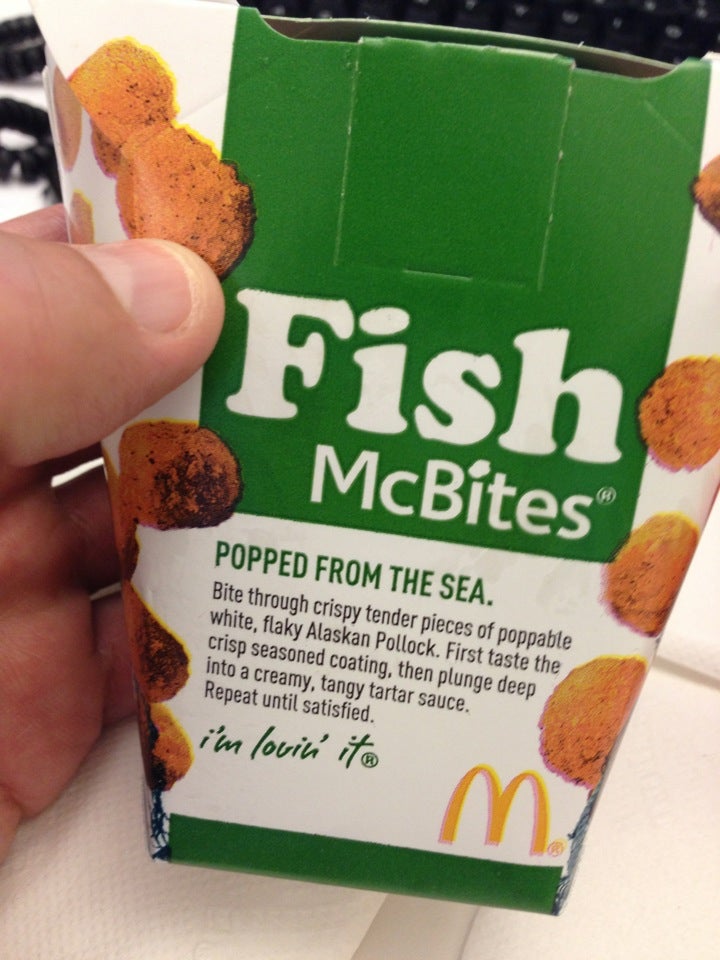 Fish
McBites®
POPPED FROM THE SEA.
Bite through crispy tender pieces of poppable
white, flaky Alaskan Pollock. First taste the
crisp seasoned coating, then plunge deep
into a creamy, tangy tartar sauce.
Repeat until satisfied.
i'm lovin' it®
M®